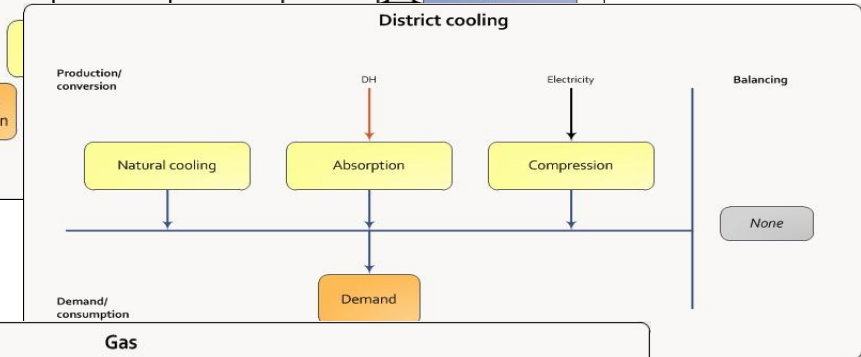 District cooling
Production/
conversion
DH
Electricity
Balancing
n
Natural cooling
Absorption
Compression
None
Demand
Demand/
consumption
Gas